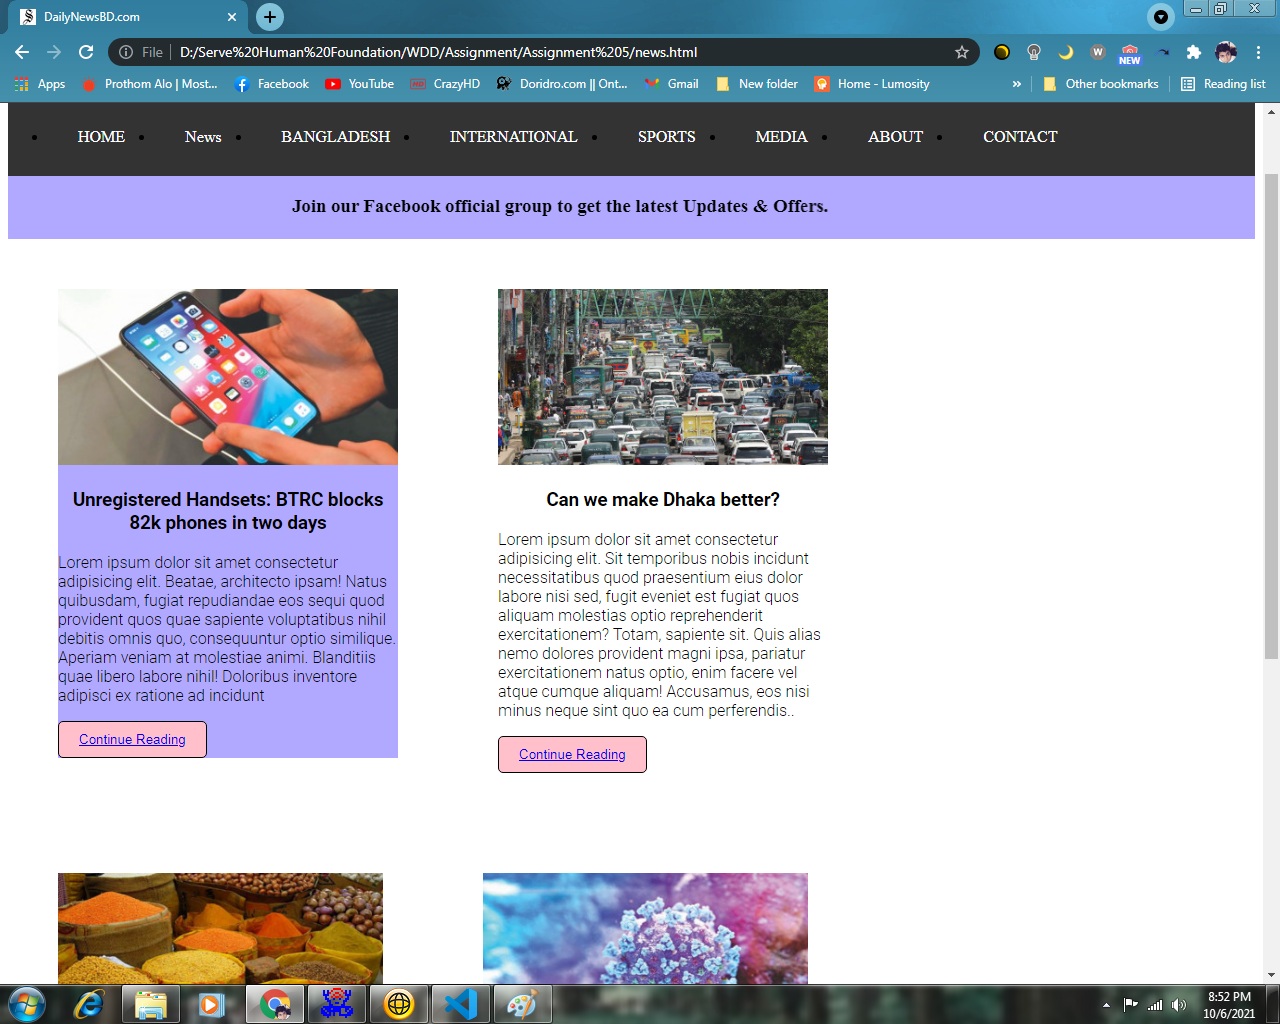 DailyNewsBD.com
File D:/Serve%20Human%20Foundation/WDD/Assignment/Assignment%205/news.html
NEW
Apps Prothom Alo | Most... Facebook YouTube CrazyHD Doridro.com || Ont... Gmail New folder Home - Lumosity » Other bookmarks Reading list
HOME News BANGLADESH INTERNATIONAL SPORTS MEDIA ABOUT CONTACT
Join our Facebook official group to get the latest Updates & Offers.
Unregistered Handsets: BTRC blocks
82k phones in two days
Lorem ipsum dolor sit amet consectetur
adipisicing elit. Beatae, architecto ipsam! Natus
quibusdam, fugiat repudiandae eos sequi quod
provident quos quae sapiente voluptatibus nihil
debitis omnis quo, consequuntur optio similique.
Aperiam veniam at molestiae animi. Blanditiis
quae libero labore nihil! Doloribus inventore
adipisci ex ratione ad incidunt
Continue Reading
Can we make Dhaka better?
Lorem ipsum dolor sit amet consectetur
adipisicing elit. Sit temporibus nobis incidunt
necessitatibus quod praesentium eius dolor
labore nisi sed, fugit eveniet est fugiat quos
aliquam molestias optio reprehenderit
exercitationem? Totam, sapiente sit. Quis alias
nemo dolores provident magni ipsa, pariatur
exercitationem natus optio, enim facere vel
atque cumque aliquam! Accusamus, eos nisi
minus neque sint quo ea cum perferendis..
Continue Reading
8:52 PM
10/6/2021